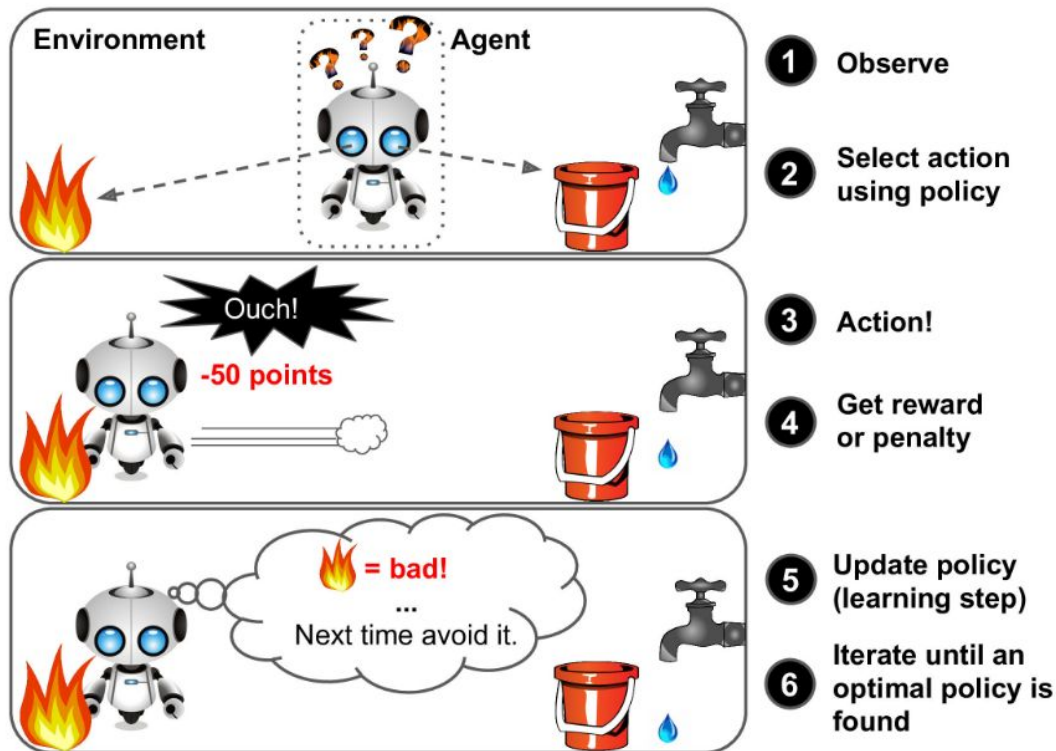 Environment
Agent
? ? ?
1 Observe
2 Select action
using policy
Ouch!
-50 points
3 Action!
4 Get reward
or penalty
= bad!
...
Next time avoid it.
5 Update policy
(learning step)
6 Iterate until an
optimal policy is
found